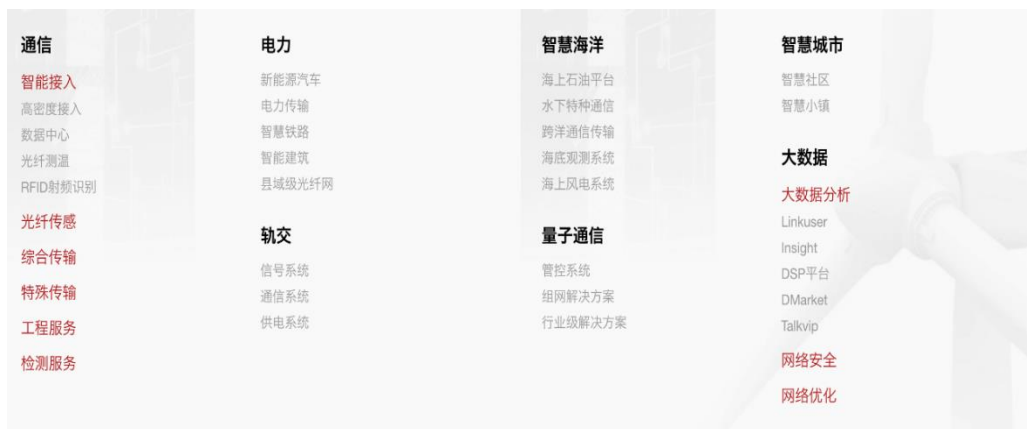 通信
智能接入
高密度接入
数据中心
光纤测温
RFID射频识别
光纤传感
综合传输
特殊传输
工程服务
检测服务
电力
新能源汽车
电力传输
智慧铁路
智能建筑
县域级光纤网
轨交
信号系统
通信系统
供电系统
智慧海洋
海上石油平台
水下特种通信
跨洋通信传输
海底观测系统
海上风电系统
量子通信
管控系统
组网解决方案
行业级解决方案
智慧城市
智慧社区
智慧小镇
大数据
大数据分析
Linkuser
Insight
DSP平台
DMarket
Talkvip
网络安全
网络优化